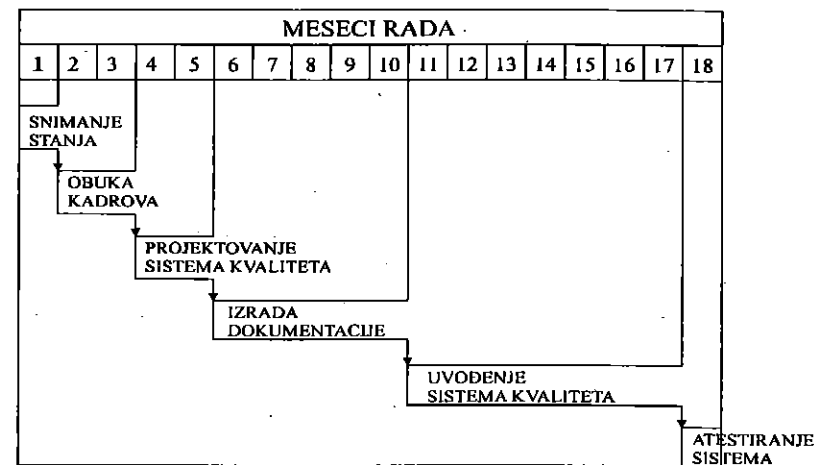 MESECI RADA
1 2 3 4 5 6 7 8 9 10 11 12 13 14 15 16 17 18
SNIMANJE
STANJA
OBUKA
KADROVA
PROJEKTOVANJE
SISTEMA KVALITETA
IZRADA
DOKUMENTACIJE
UVOĐENJE
SISTEMA KVALITETA
ATESTIRANJE
SISTEMA